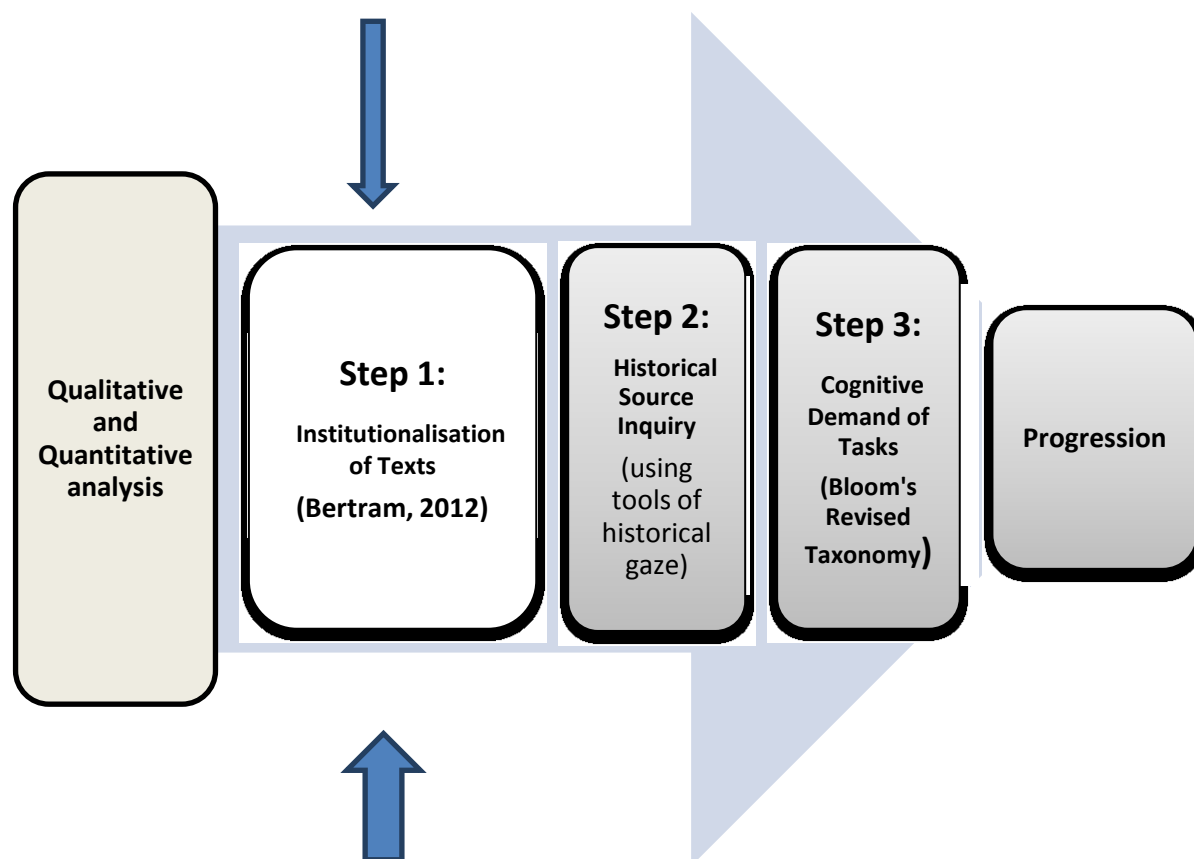 Qualitative
and
Quantitative
analysis
Step 1:
Institutionalisation
of Texts
(Bertram, 2012)
Step 2:
Historical
Source
Inquiry
(using
tools of
historical
gaze)
Step 3:
Cognitive
Demand of
Tasks
(Bloom's
Revised
Taxonomy)
Progression